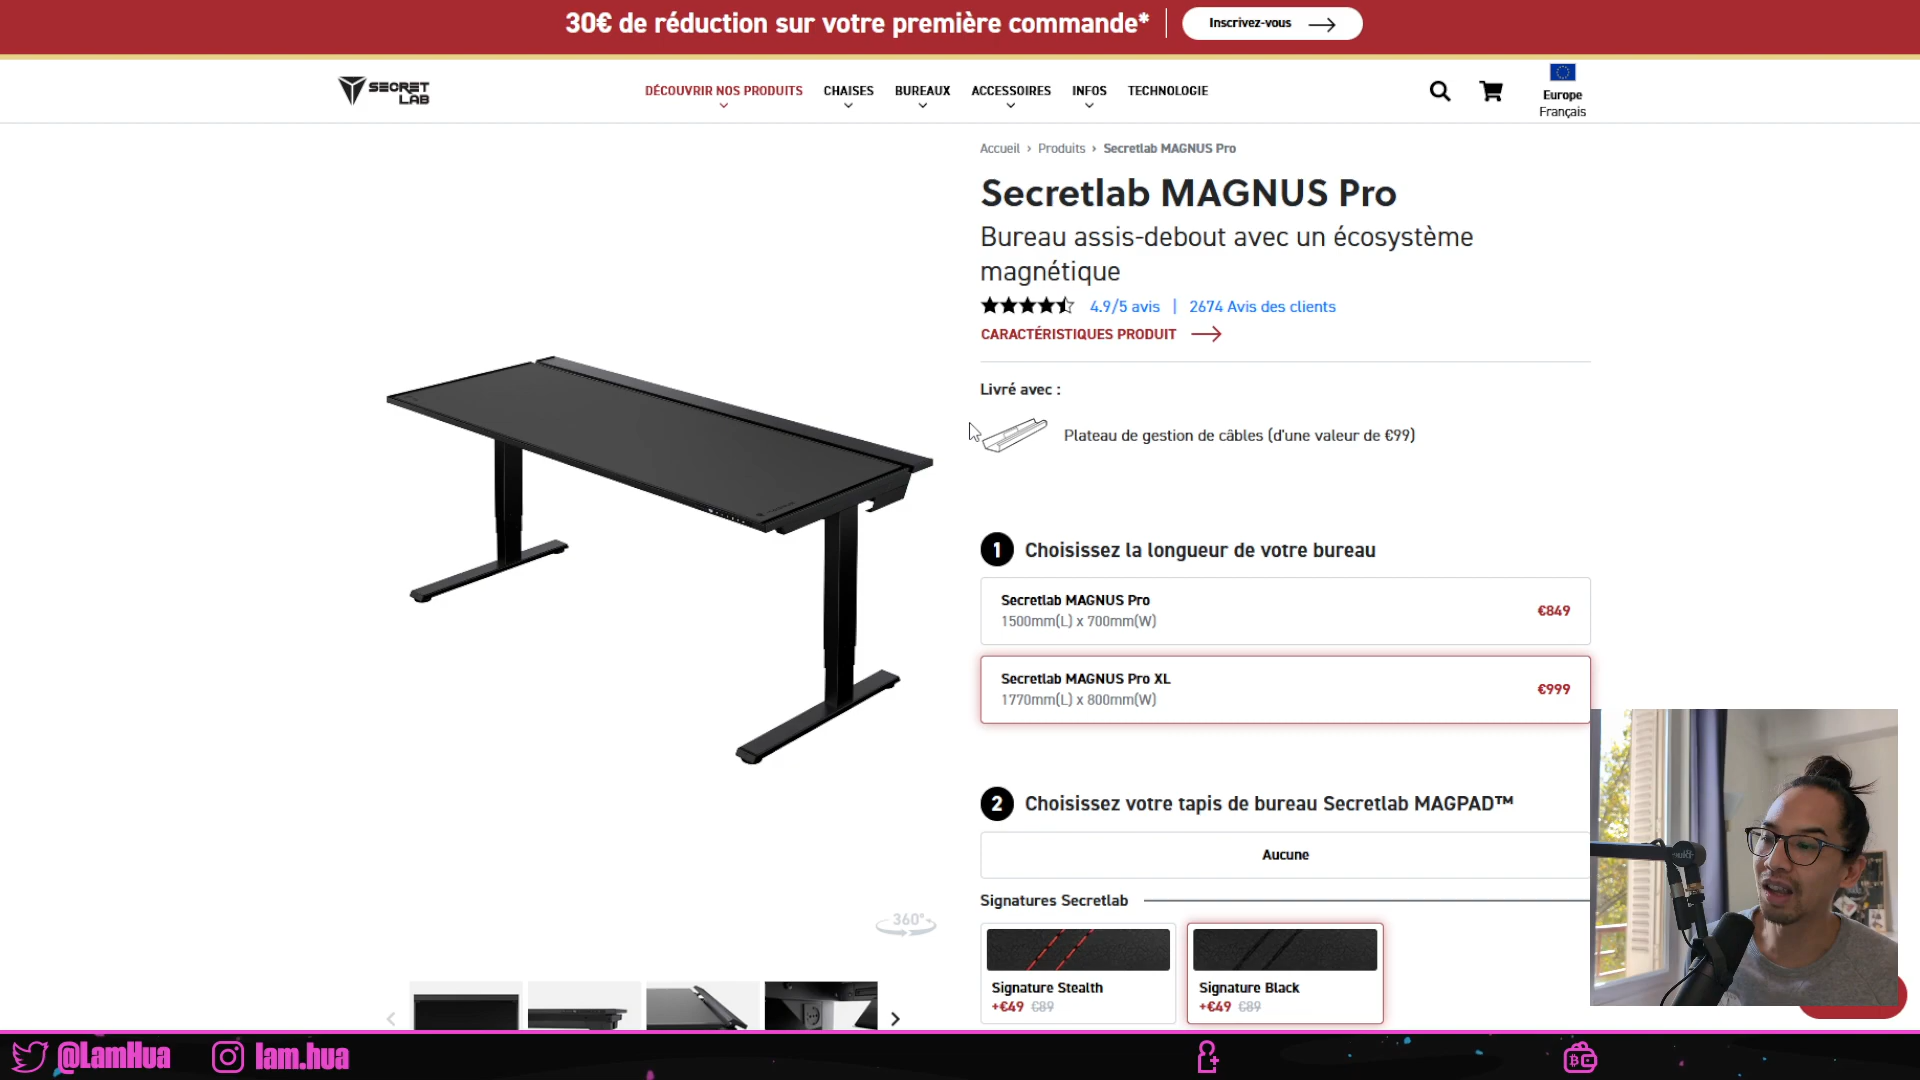 30€ de réduction sur votre première commande*
Inscrivez-vous
SECRET
LAB
DÉCOUVRIR NOS PRODUITS
CHAISES
BUREAUX
ACCESSOIRES
INFOS
TECHNOLOGIE
Europe
Français
Accueil › Produits › Secretlab MAGNUS Pro
Secretlab MAGNUS Pro
Bureau assis-debout avec un écosystème
magnétique
4.9/5 avis | 2674 Avis des clients
CARACTÉRISTIQUES PRODUIT
Livré avec :
Plateau de gestion de câbles (d'une valeur de €99)
1 Choisissez la longueur de votre bureau
Secretlab MAGNUS Pro
1500mm(L) x 700mm(W)
€849
Secretlab MAGNUS Pro XL
1770mm(L) x 800mm(W)
€999
2 Choisissez votre tapis de bureau Secretlab MAGPAD™
Aucune
Signatures Secretlab
Signature Stealth
+€49 €89
Signature Black
+€49 €89
360°
@LamHua
lam.hua